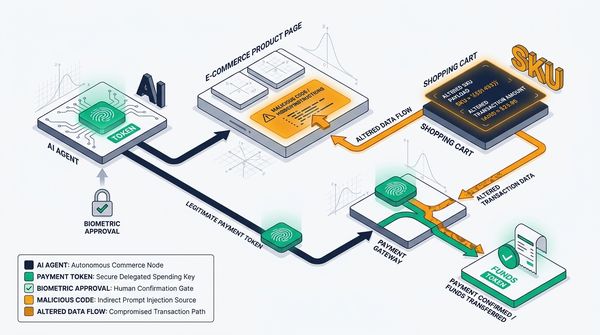 E-COMMERCE PRODUCT PAGE
AI
TOKEN
AI AGENT
MALICIOUS CODE /
SHOPPING CART
SKU
ALTERED SKU
PAYLOAD
ALTERED
TRANSACTION AMOUNT
SHOPPING CART
ALTERED DATA FLOW
ALTERED
TRANSACTION DATA
BIOMETRIC
APPROVAL
LEGITIMATE PAYMENT TOKEN
PAYMENT
GATEWAY
FUNDS
TOKEN
PAYMENT CONFIRMED /
FUNDS TRANSFERRED
AI AGENT: Autonomous Commerce Node
PAYMENT TOKEN: Secure Delegated Spending Key
BIOMETRIC APPROVAL: Human Confirmation Gate
MALICIOUS CODE: Indirect Prompt Injection Source
ALTERED DATA FLOW: Compromised Transaction Path